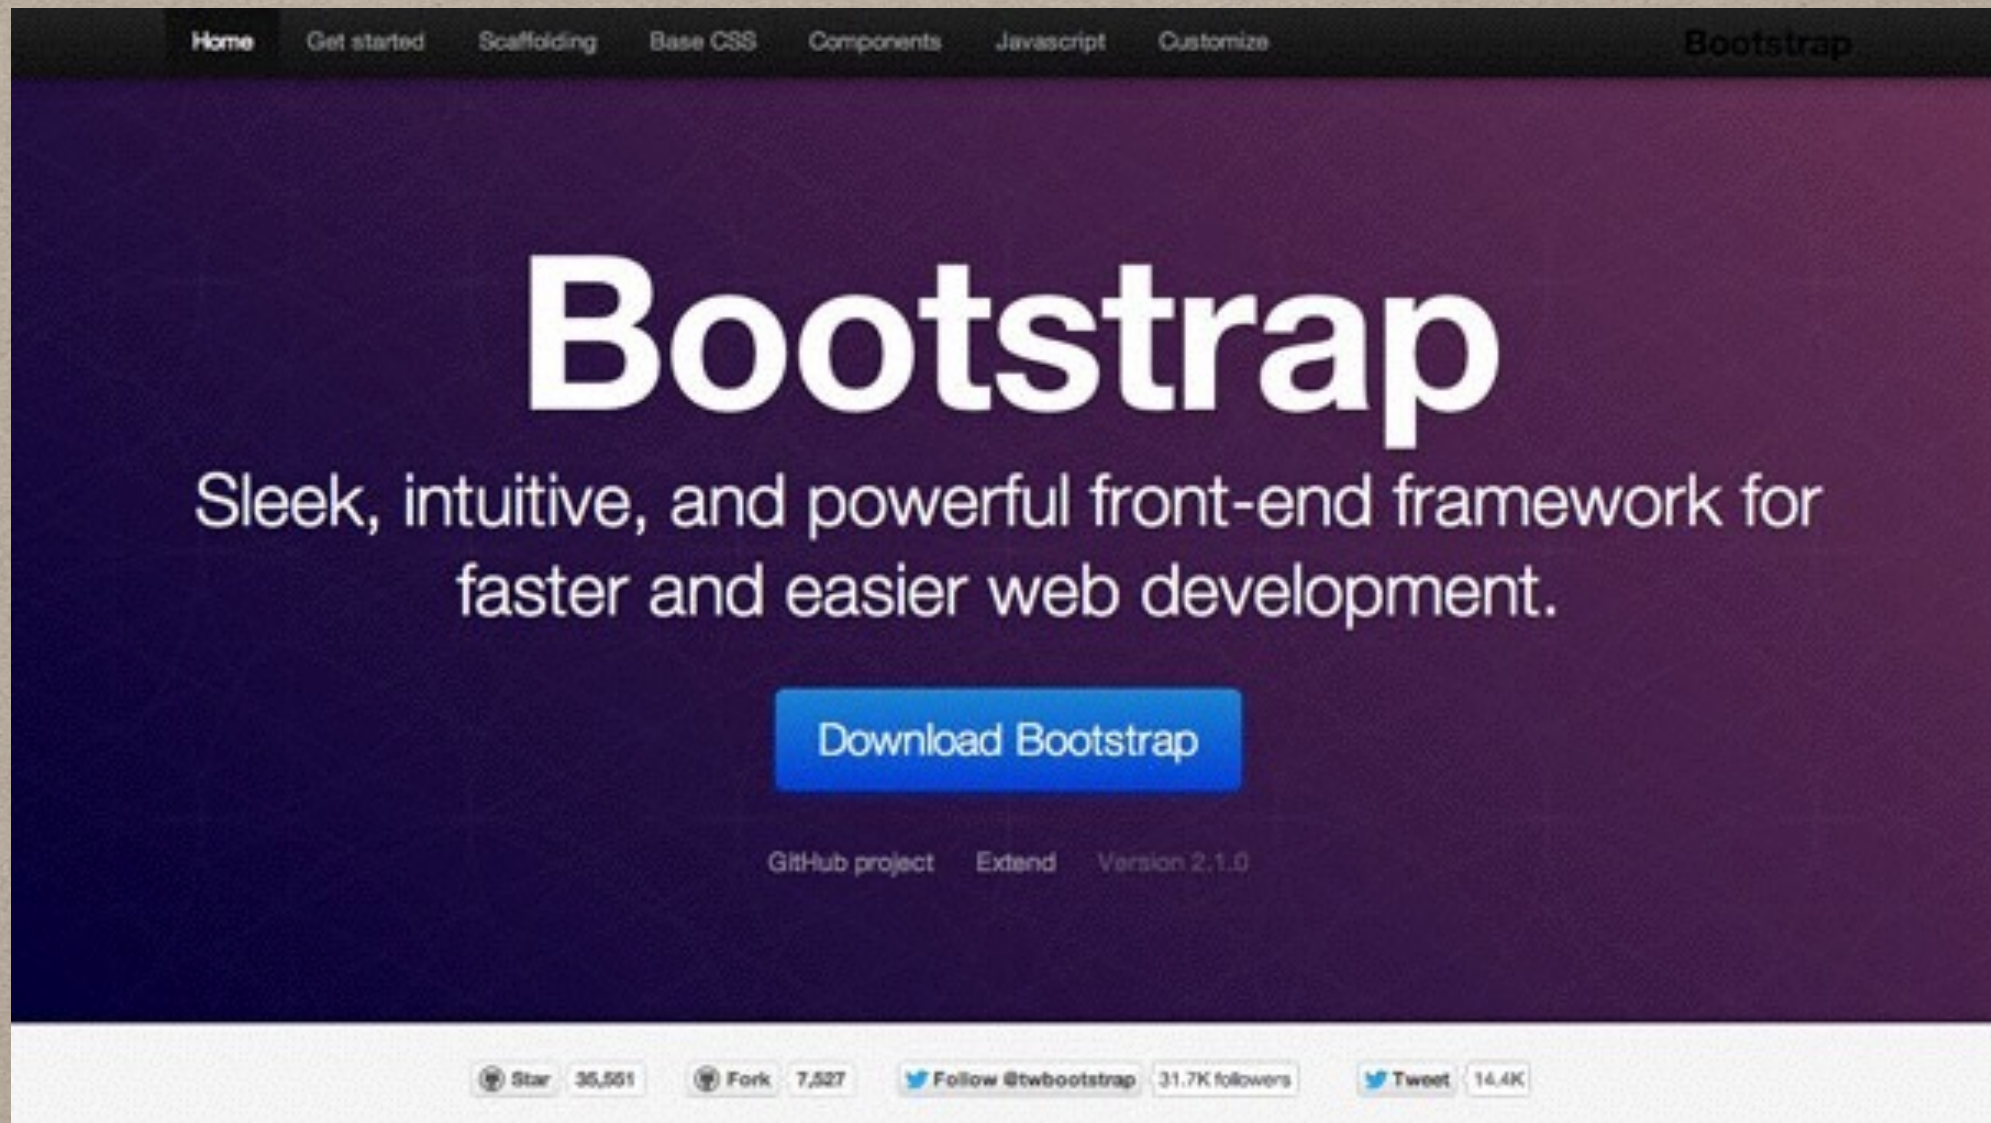 Home Get started Scaffolding Base CSS Components Javascript Customize Bootstrap
Bootstrap
Sleek, intuitive, and powerful front-end framework for
faster and easier web development.
Download Bootstrap
GitHub project Extend Version 2.1.0
Star 35,551 Fork 7,527 Follow @twbootstrap 31.7K followers Tweet 14.4K